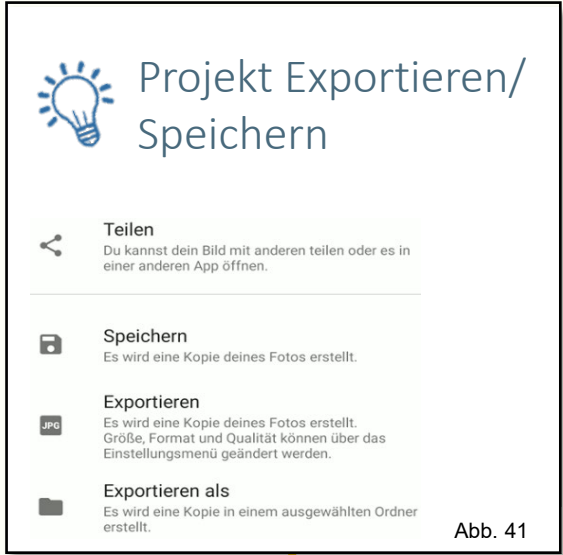 Projekt Exportieren/
Speichern
Teilen
Du kannst dein Bild mit anderen teilen oder es in
einer anderen App öffnen.
Speichern
Es wird eine Kopie deines Fotos erstellt.
JPG
Exportieren
Es wird eine Kopie deines Fotos erstellt.
Größe, Format und Qualität können über das
Einstellungsmenü geändert werden.
Exportieren als
Es wird eine Kopie in einem ausgewählten Ordner
erstellt.
Abb. 41